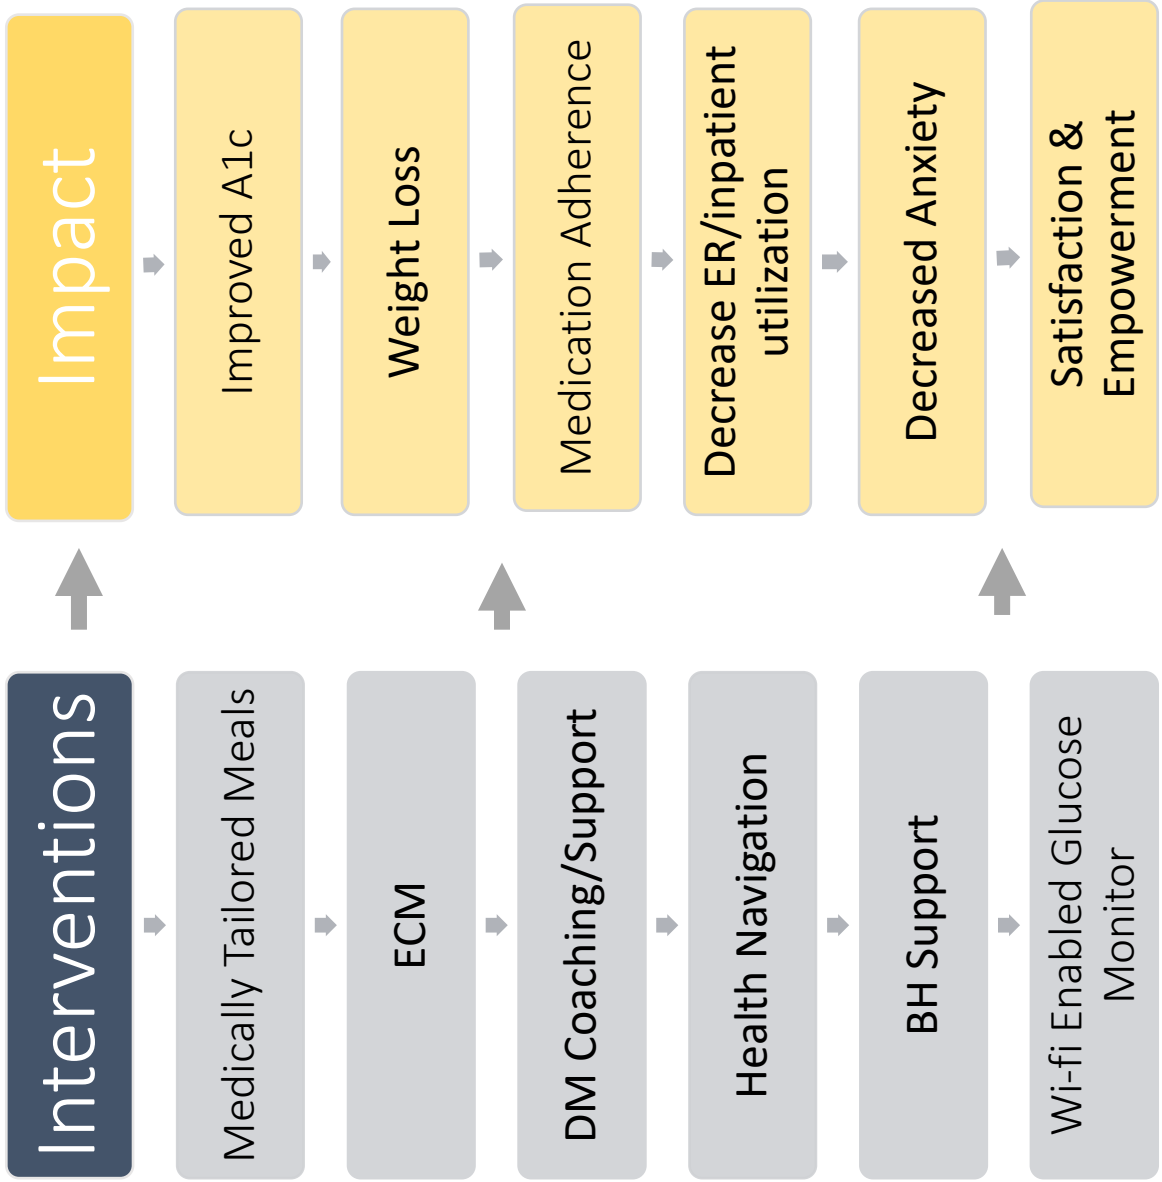 Interventions
Medically Tailored Meals
ECM
DM Coaching/Support
Health Navigation
BH Support
Wi-fi Enabled Glucose
Monitor
Impact
Improved A1c
Weight Loss
Medication Adherence
Decrease ER/inpatient
utilization
Decreased Anxiety
Satisfaction &
Empowerment